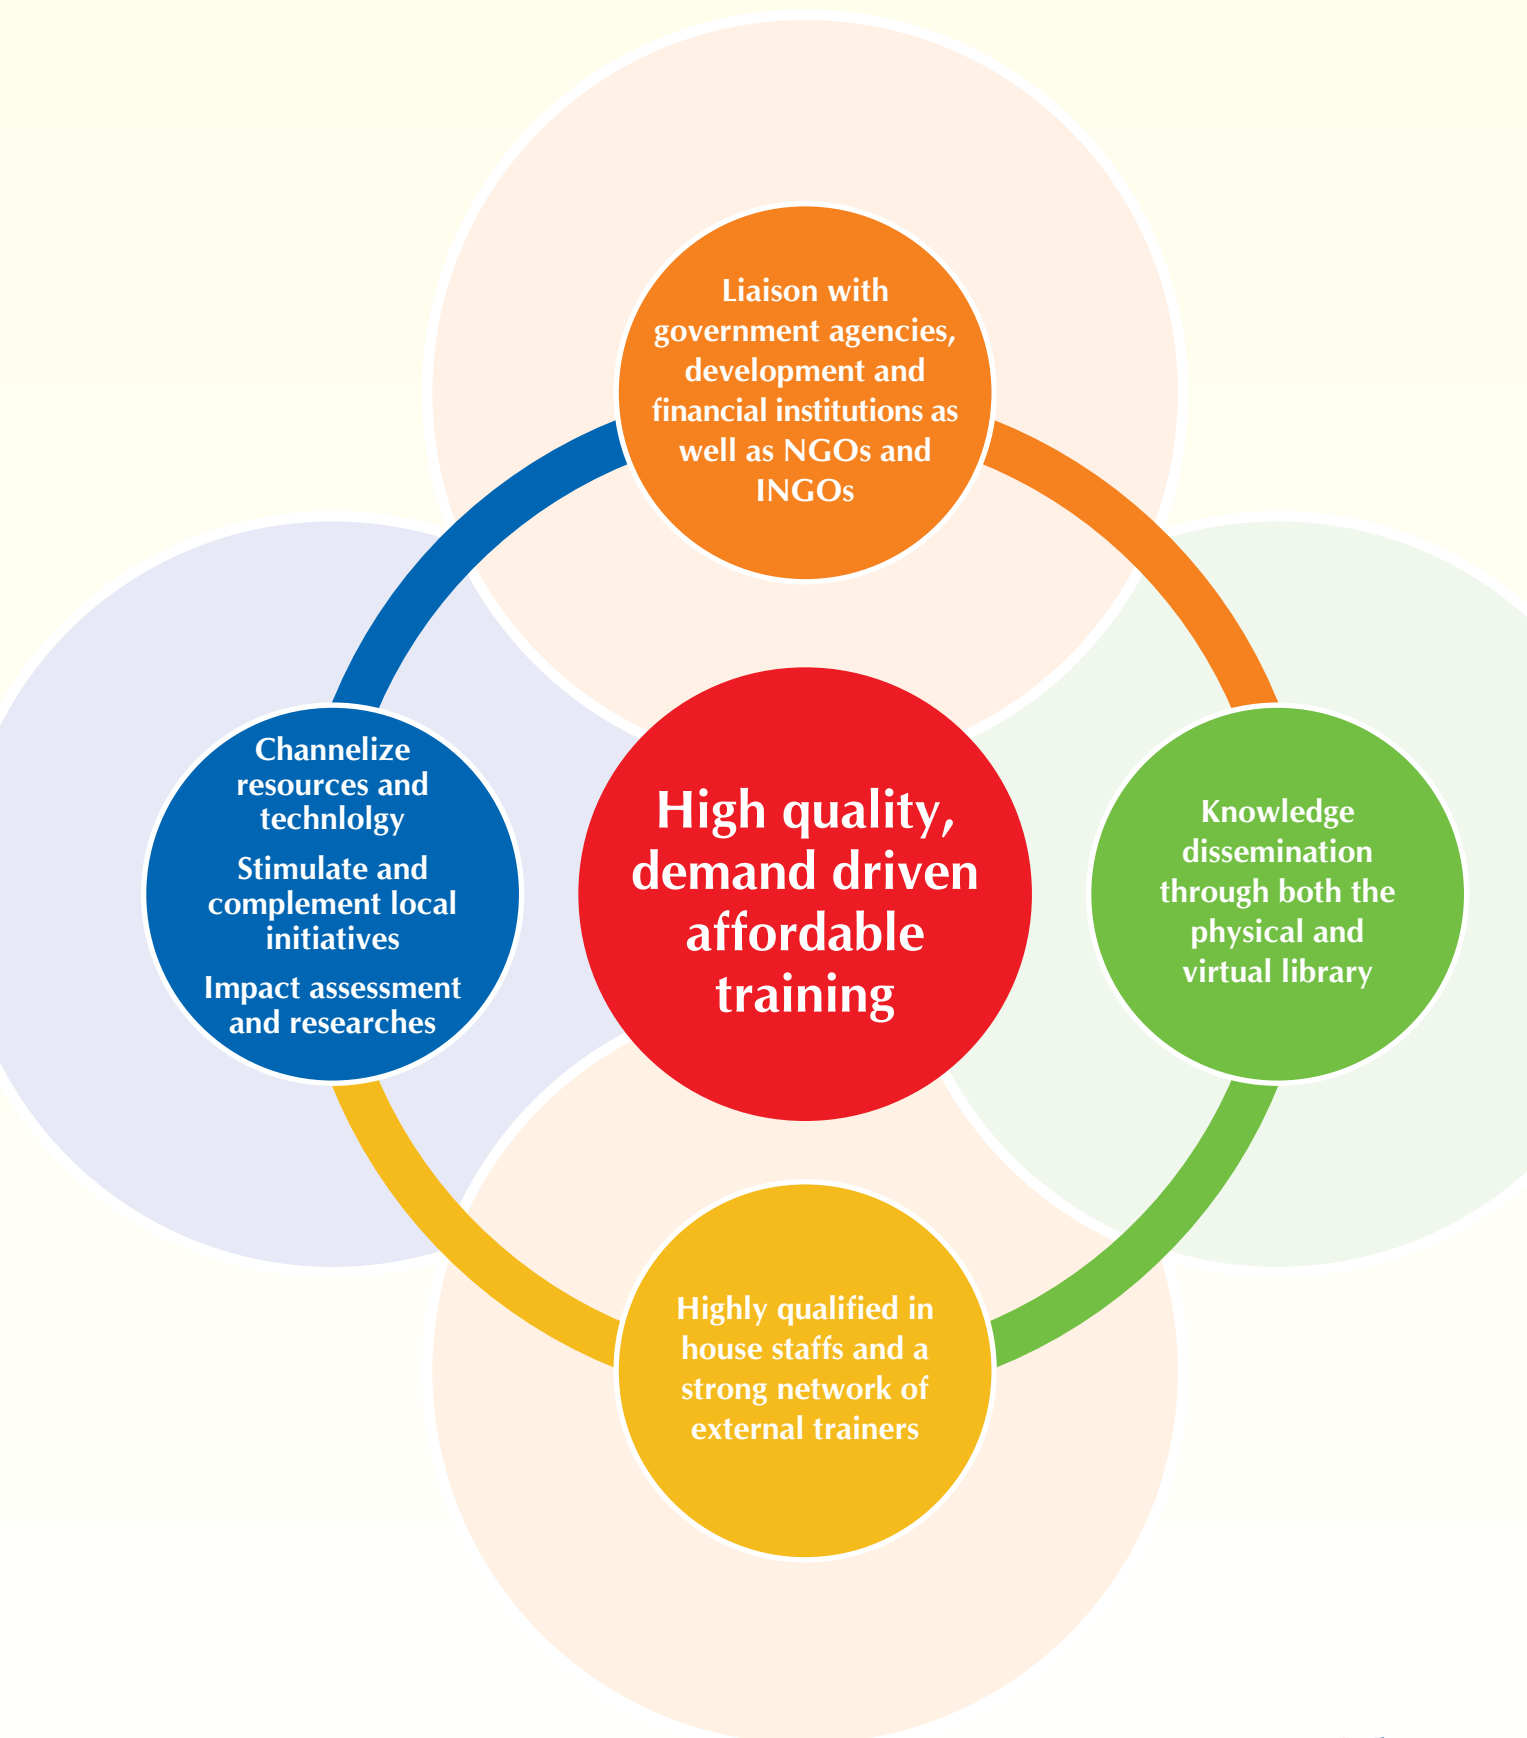 Liaison with
government agencies,
development and
financial institutions as
well as NGOs and
INGOs
Channelize
resources and
technlolgy
Stimulate and
complement local
initiatives
Impact assessment
and researches
High quality,
demand driven
affordable
training
Knowledge
dissemination
through both the
physical and
virtual library
Highly qualified in
house staffs and a
strong network of
external trainers